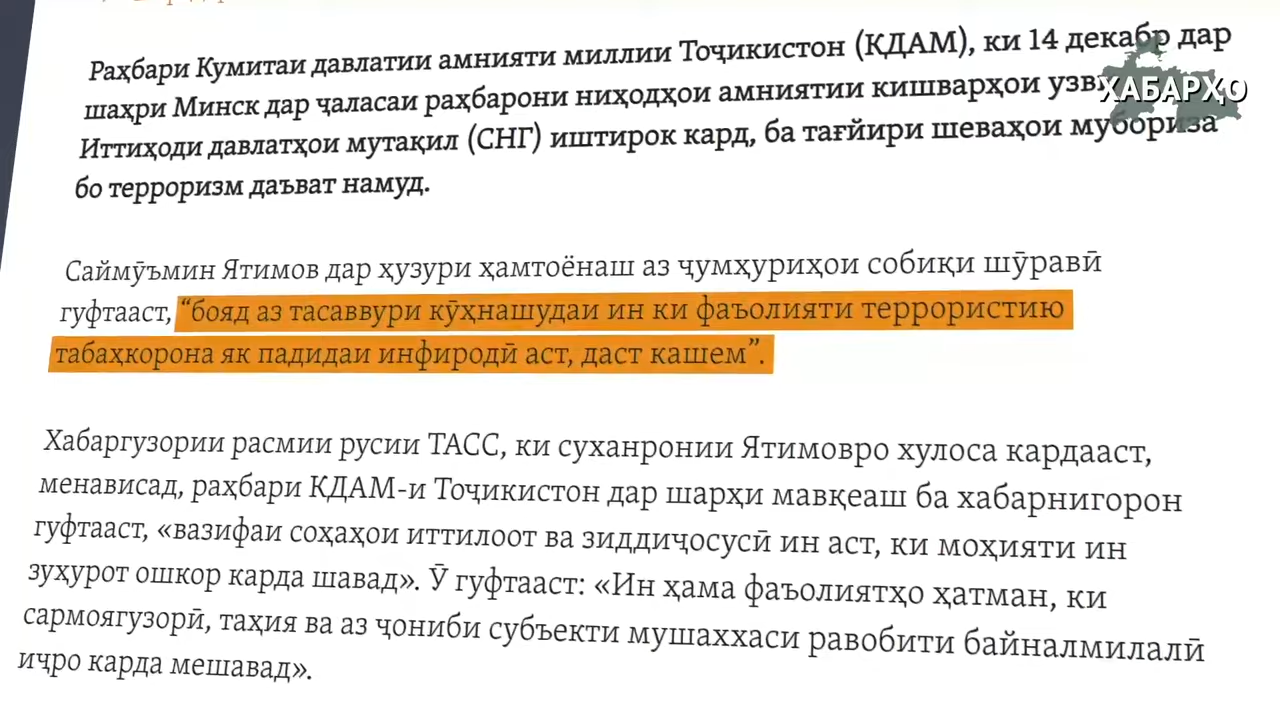 Раҳбари Кумитаи давлатии амнияти миллии Тоҷикистон (КДАМ), ки 14 декабр дар
шаҳри Минск дар ҷаласаи раҳбарони ниҳодҳои амниятии кишварҳои узви
Иттиҳоди давлатҳои мутақил (СНГ) иштирок кард, ба тағйири шеваҳои мубориза
бо терроризм даъват намуд.
ХАБАРҲО
Саймӯъмин Ятимов дар ҳузури ҳамтоёнаш аз ҷумҳуриҳои собиқи шӯравӣ
гуфтааст, “бояд аз тасаввури кӯҳнашудаи ин ки фаъолияти террористию
табаҳкорона як падидаи инфиродӣ аст, даст кашем”.
Хабаргузории расмии русии ТАСС, ки суханронии Ятимовро хулоса кардааст,
менависад, раҳбари КДАМ-и Тоҷикистон дар шарҳи мавқеаш ба хабарнигорон
гуфтааст, «вазифаи соҳаҳои иттилоот ва зиддиҷосусӣ ин аст, ки моҳияти ин
зуҳурот ошкор карда шавад». Ӯ гуфтааст: «Ин ҳама фаъолиятҳо ҳатман, ки
сармоягузорӣ, таҳия ва аз ҷониби субъекти мушаххаси равобити байналмилалӣ
иҷро карда мешавад».